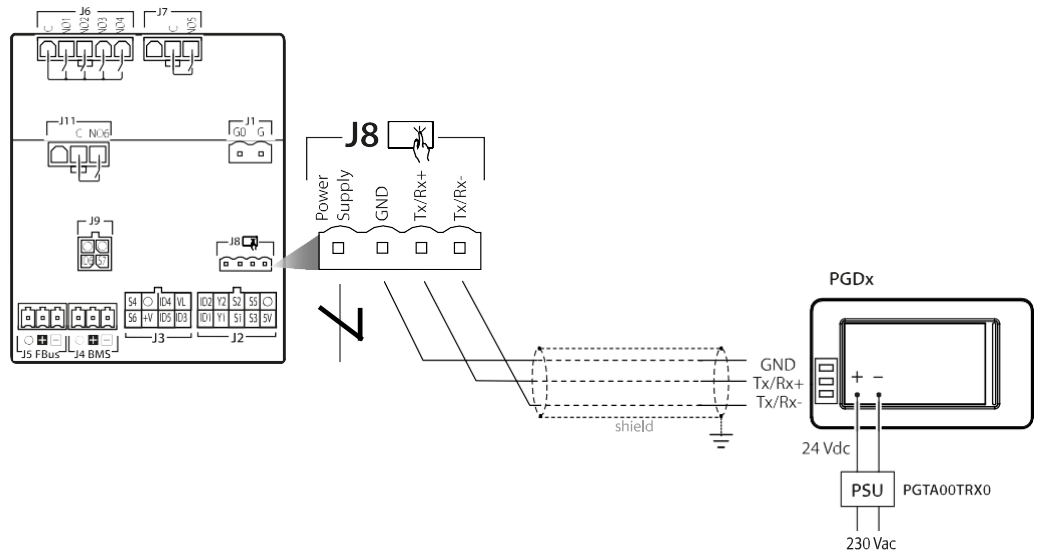 J6
C NO1 NO2 NO3 NO4
J7
C NO5
J11
C NO6
J1
G0 G
J9
ID6 S7
J8
S4 ID4 VL
S6 +V ID5 ID3
J3
ID2 Y2 S2 S5
ID1 Y1 S1 S3 5V
J2
J5 FBus
J4 BMS
J8
Power
Supply
GND
Tx/Rx+
Tx/Rx-
shield
PGDx
GND
Tx/Rx+
Tx/Rx-
+ −
24 Vdc
PSU
PGTA00TRX0
230 Vac